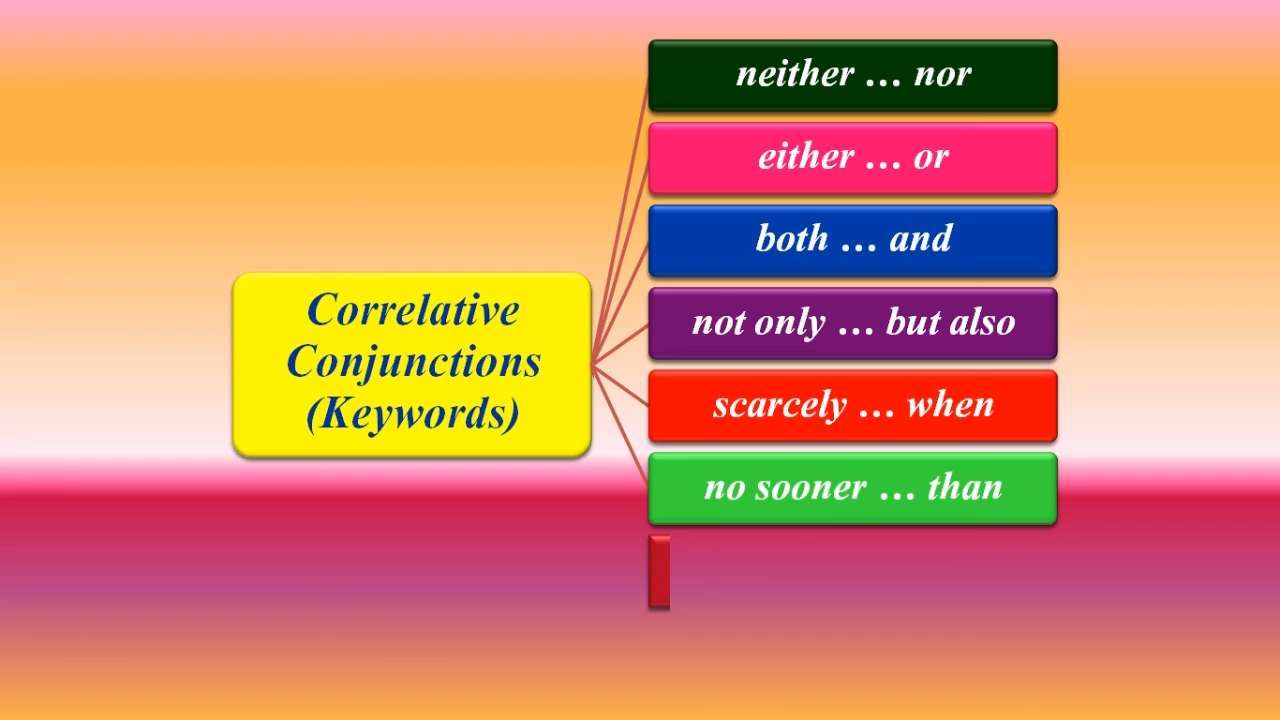 neither … nor
either … or
both … and
Correlative
Conjunctions
(Keywords)
not only … but also
scarcely … when
no sooner … than